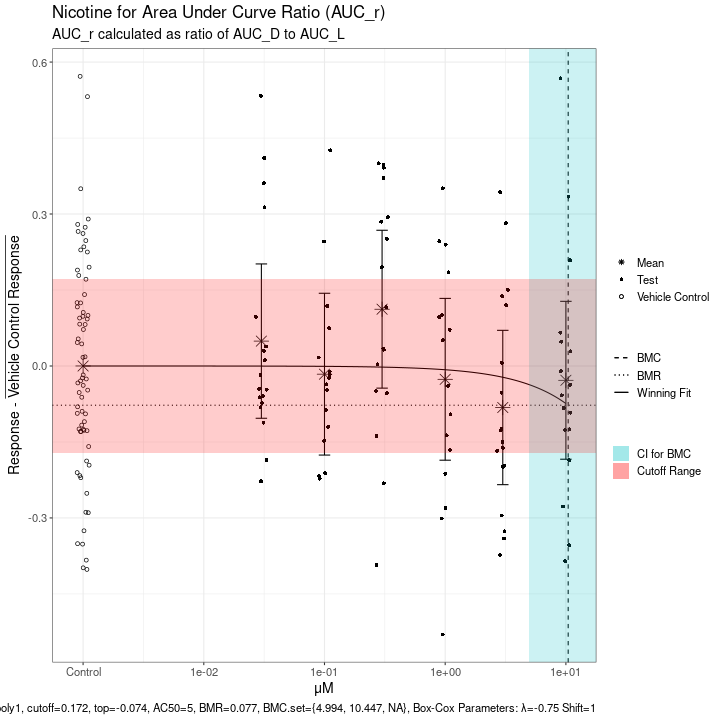 Nicotine for Area Under Curve Ratio (AUC_r)
AUC_r calculated as ratio of AUC_D to AUC_L
Response - Vehicle Control Response
0.6
0.3
0.0
-0.3
Control
1e-02
1e-01
1e+00
1e+01
µM
Mean
Test
Vehicle Control
BMC
BMR
Winning Fit
CI for BMC
Cutoff Range
poly1, cutoff=0.172, top=-0.074, AC50=5, BMR=0.077, BMC.set={4.994, 10.447, NA}, Box-Cox Parameters: λ=-0.75 Shift=1